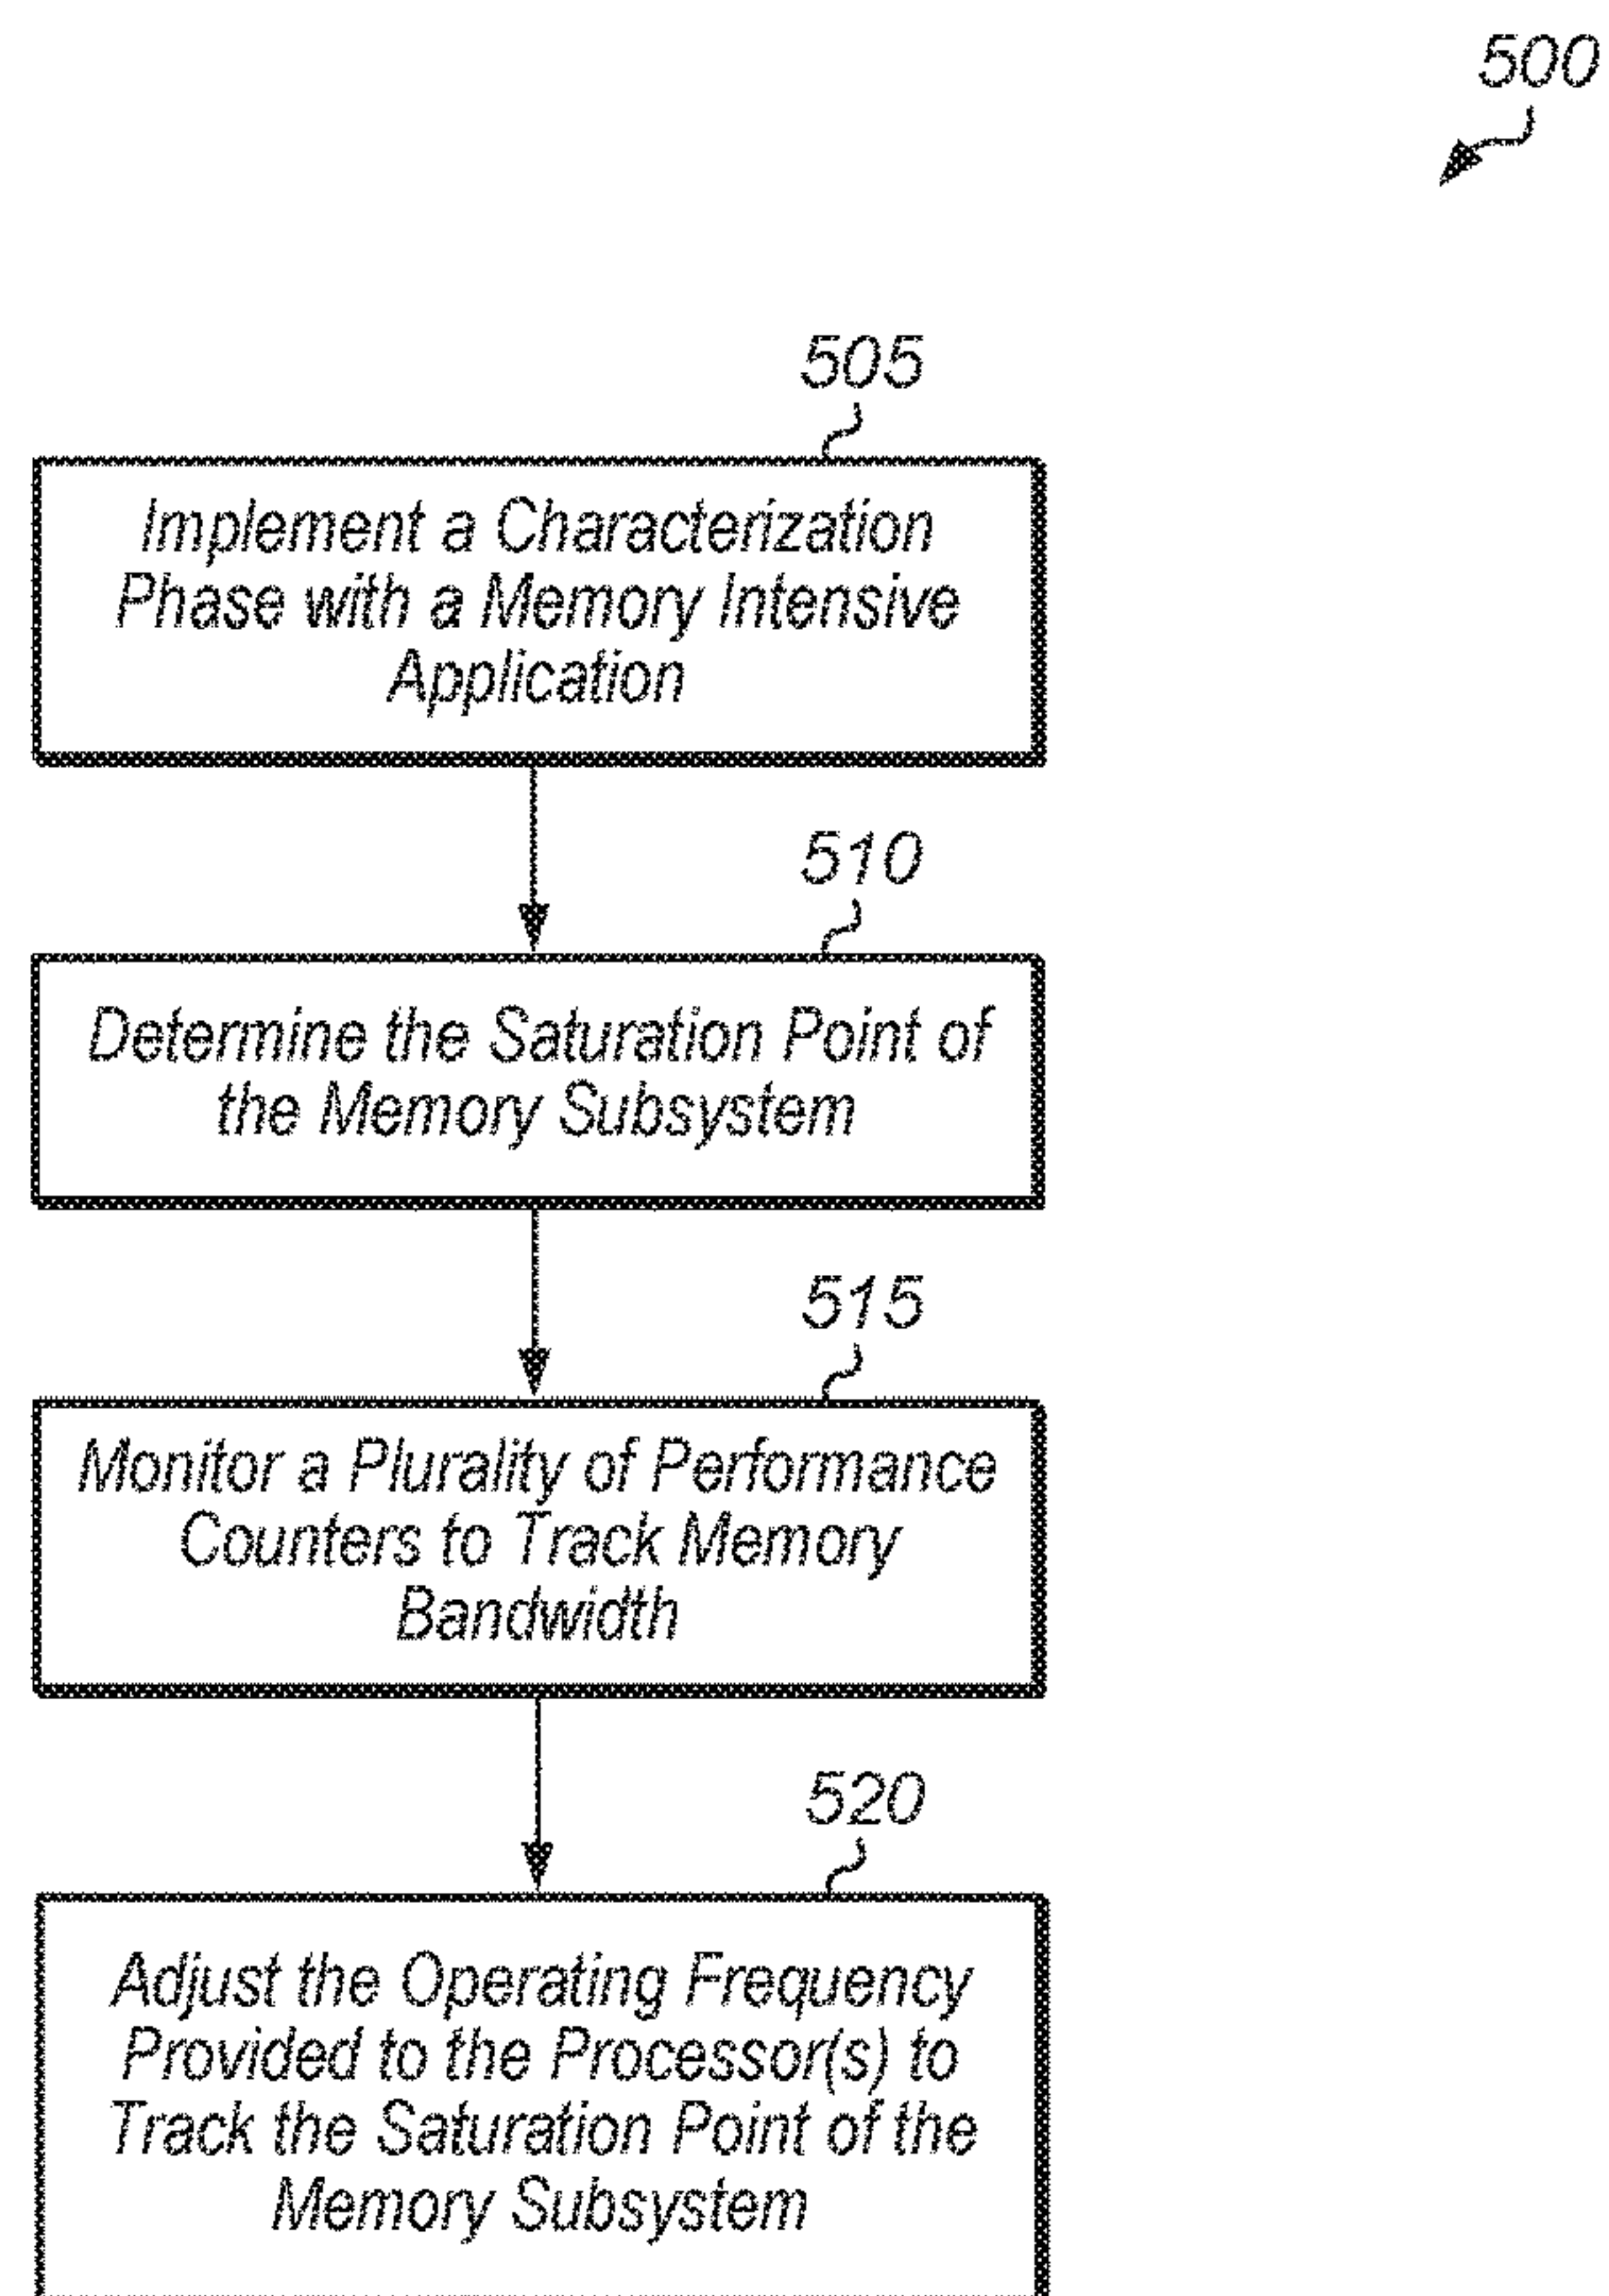 500
505
Implement a Characterization
Phase with a Memory Intensive
Application
510
Determine the Saturation Point of
the Memory Subsystem
515
Monitor a Plurality of Performance
Counters to Track Memory
Bandwidth
520
Adjust the Operating Frequency
Provided to the Processor(s) to
Track the Saturation Point of the
Memory Subsystem